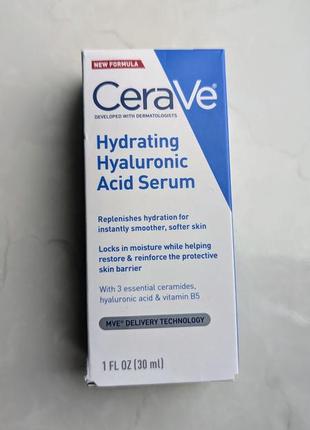 NEW FORMULA
CeraVe
DEVELOPED WITH DERMATOLOGISTS
Hydrating
Hyaluronic
Acid Serum
Replenishes hydration for
instantly smoother, softer skin
Locks in moisture while helping
restore & reinforce the protective
skin barrier
With 3 essential ceramides,
hyaluronic acid & vitamin B5
MVE® DELIVERY TECHNOLOGY
1 FL OZ (30 ml)